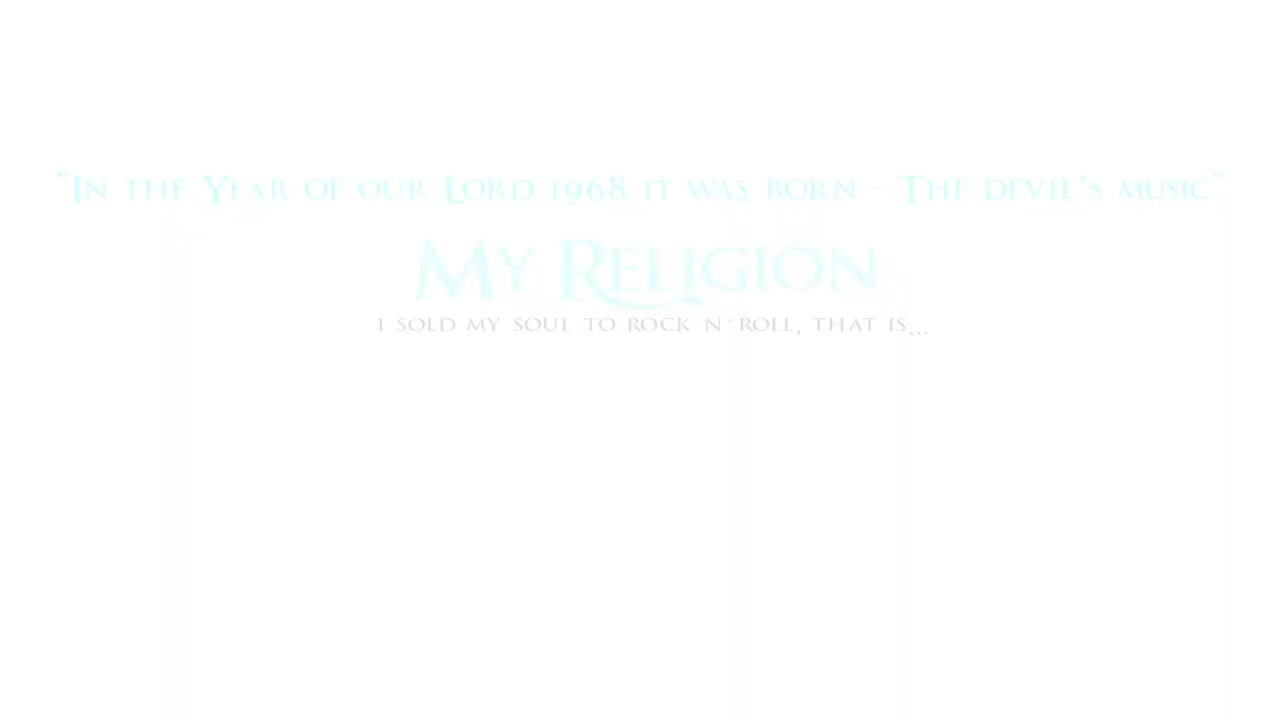 "In the Year of our Lord 1968 it was born - The devil's music"
My Religion
I sold my soul to rock n´roll, that is,..